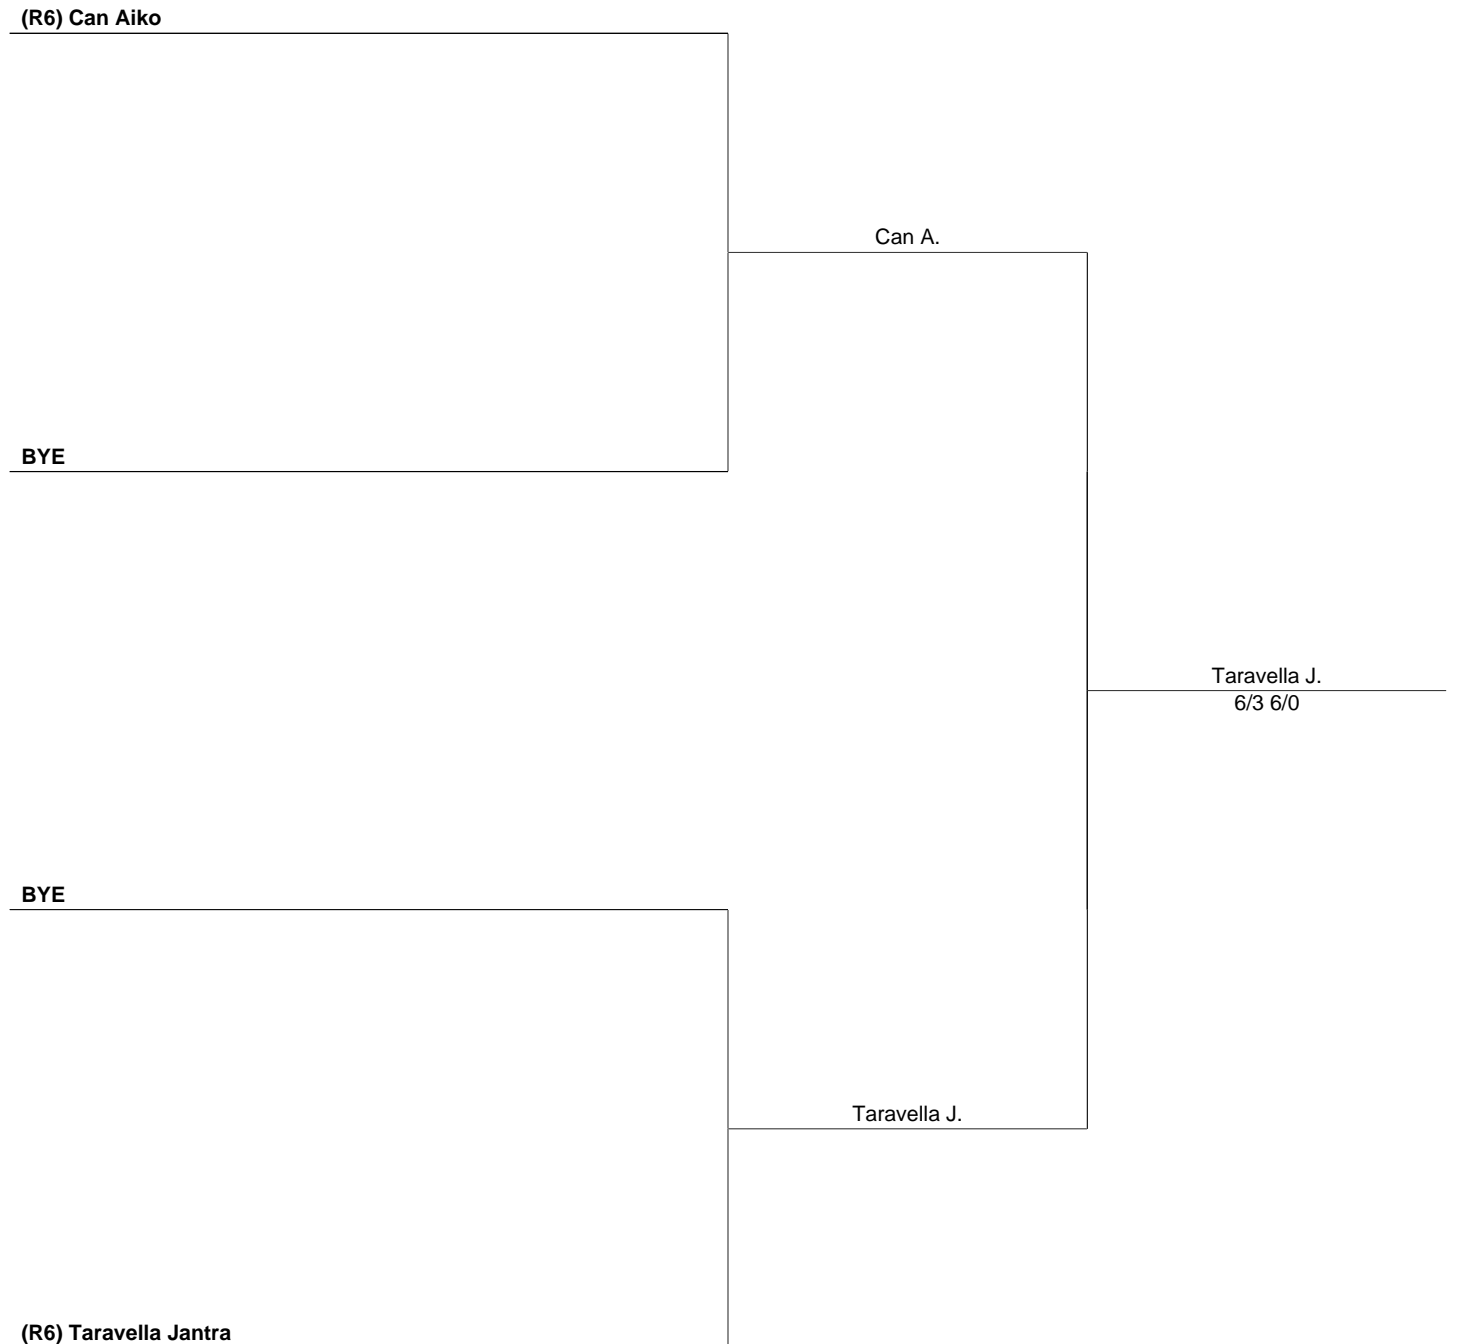 (R6) Can Aiko
Can A.
BYE
Taravella J.
6/3 6/0
BYE
Taravella J.
(R6) Taravella Jantra